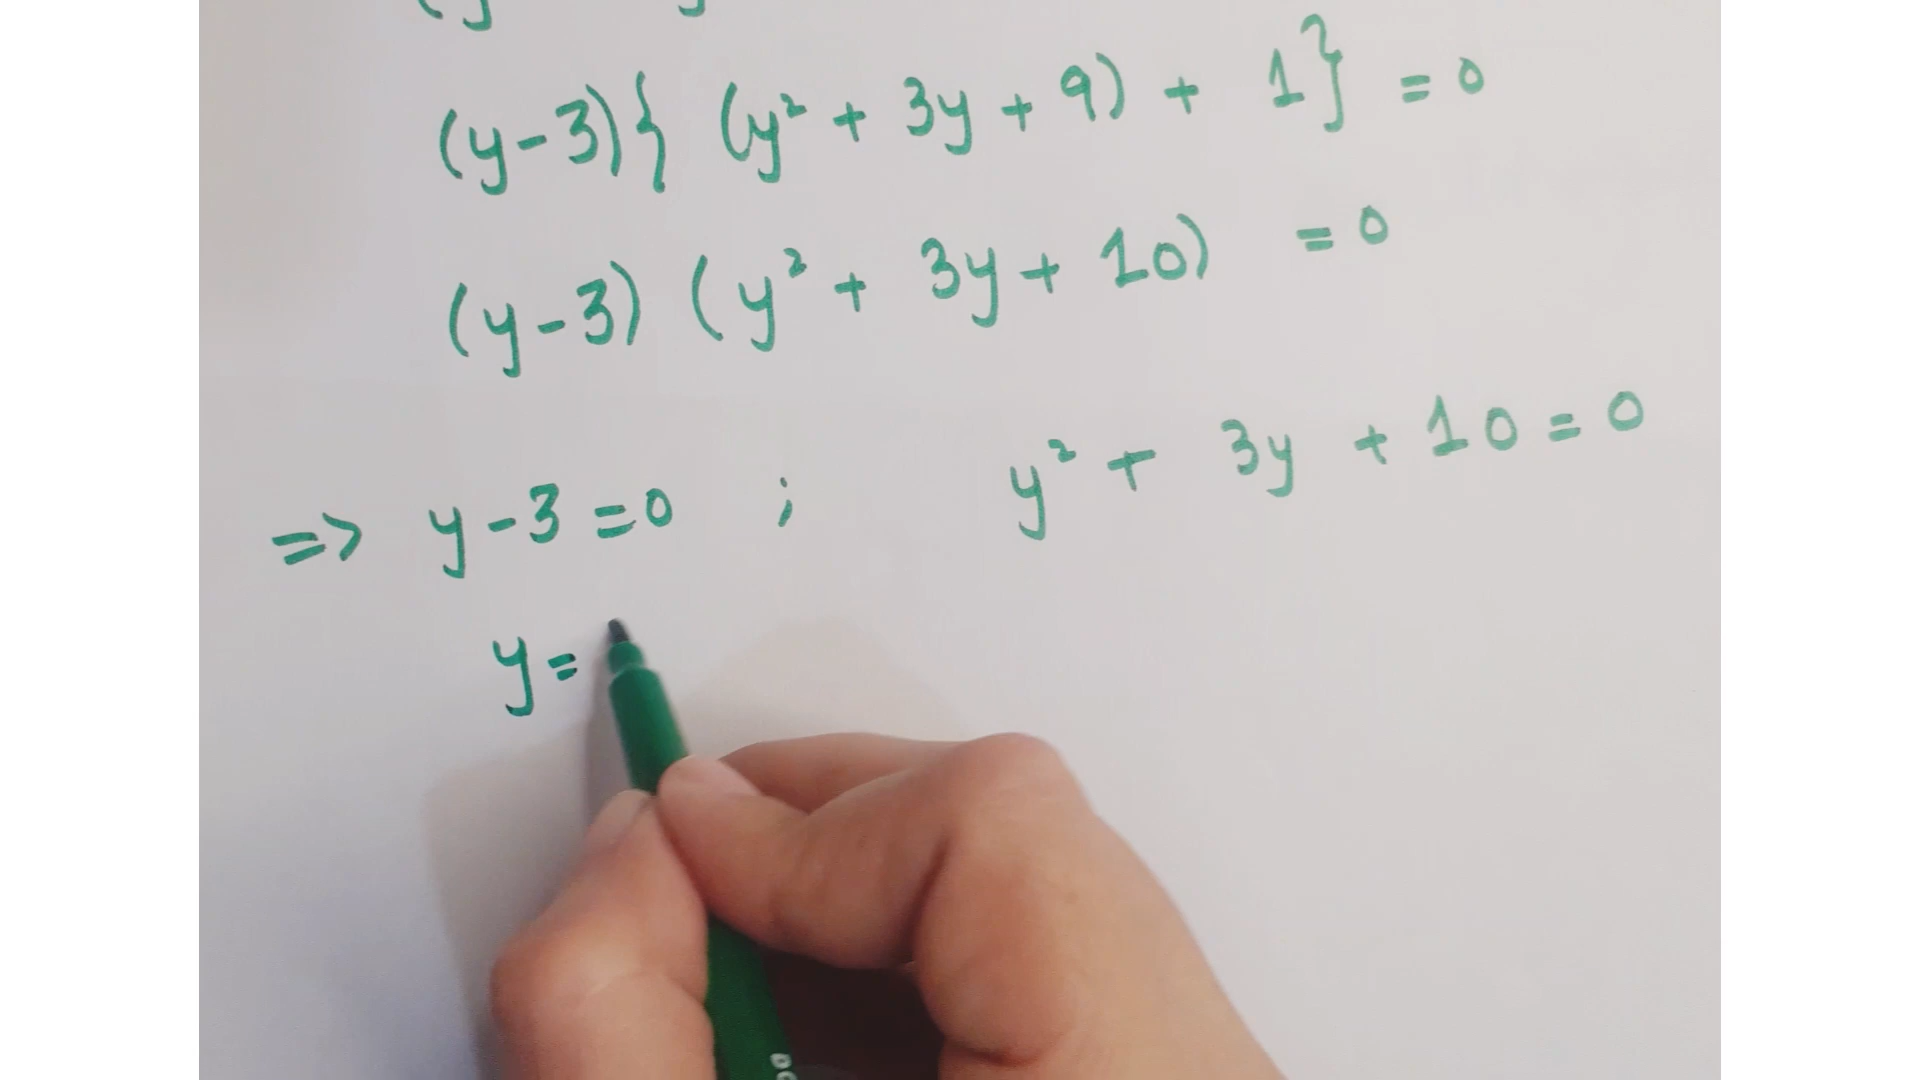 (y-3){ (y² + 3y + 9) + 1} = 0
(y-3) (y² + 3y + 10) = 0
=> y-3=0 ; y² + 3y + 10 = 0
y =